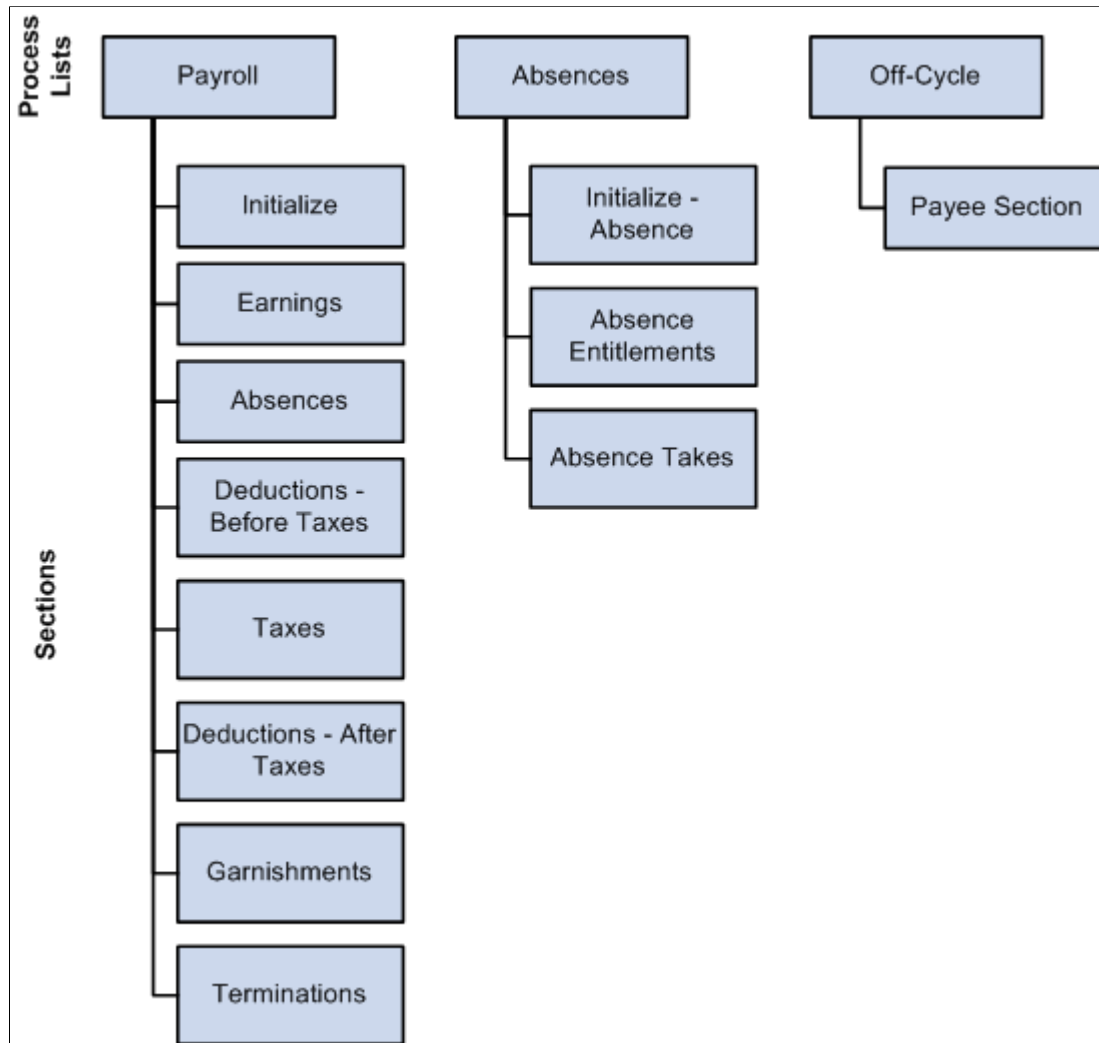 Process
Lists
Payroll
Absences
Off-Cycle
Sections
Initialize
Earnings
Absences
Deductions -
Before Taxes
Taxes
Deductions - After
Taxes
Garnishments
Terminations
Initialize -
Absence
Absence
Entitlements
Absence Takes
Payee Section